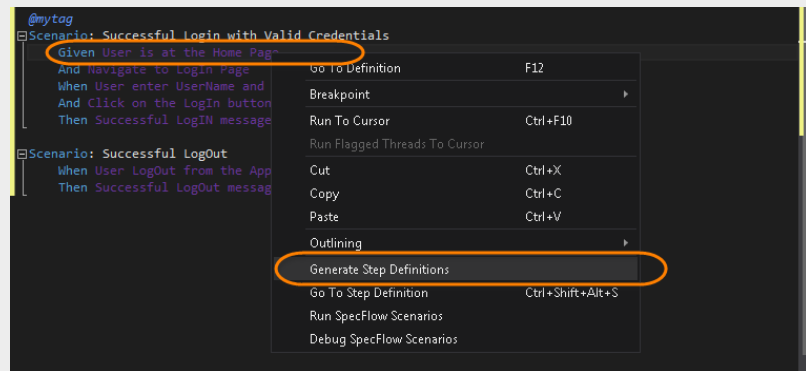 @mytag
Scenario: Successful Login with Valid Credentials
Given User is at the Home Page
And Navigate to LogIn Page
When User enter UserName and
And Click on the LogIn button
Then Successful LogIN message
Scenario: Successful LogOut
When User LogOut from the App
Then Successful LogOut messag
Go To Definition F12
Breakpoint
Run To Cursor Ctrl+F10
Run Flagged Threads To Cursor
Cut Ctrl+X
Copy Ctrl+C
Paste Ctrl+V
Outlining
Generate Step Definitions
Go To Step Definition Ctrl+Shift+Alt+S
Run SpecFlow Scenarios
Debug SpecFlow Scenarios